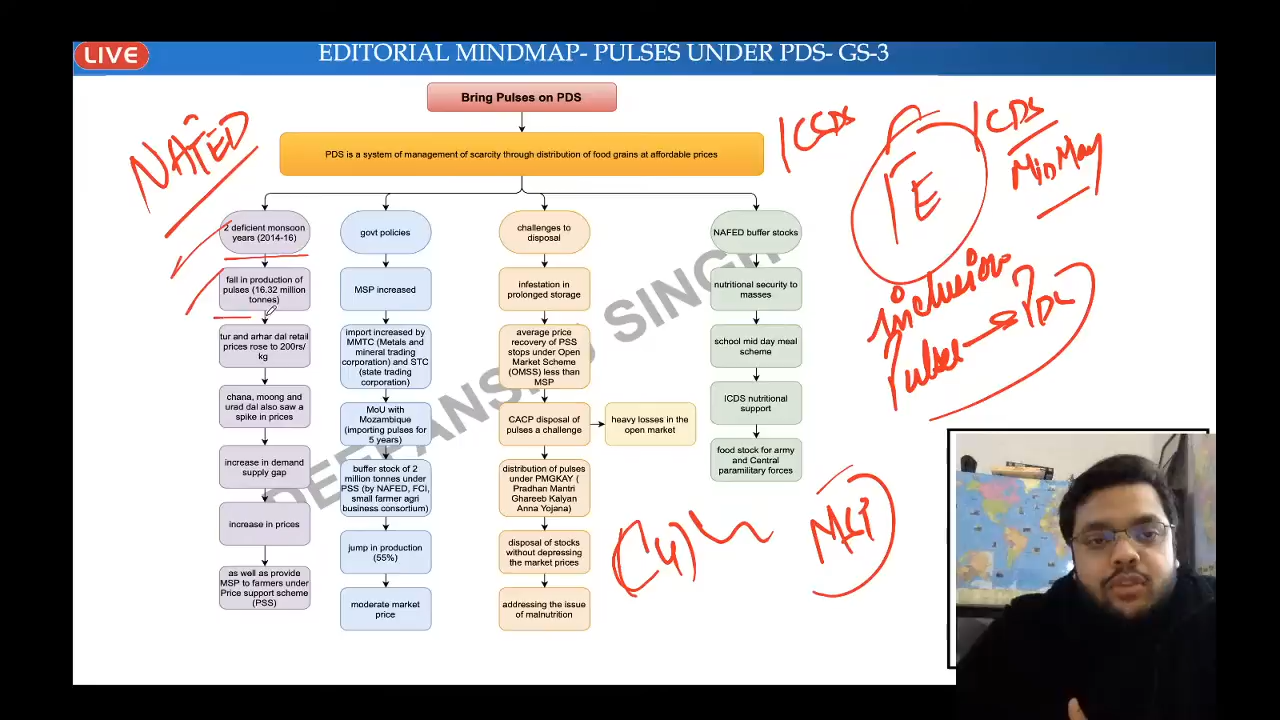 LIVE
EDITORIAL MINDMAP- PULSES UNDER PDS- GS-3
Bring Pulses on PDS
PDS is a system of management of scarcity through distribution of food grains at affordable prices
2 deficient monsoon
years (2014-16)
fall in production of
pulses (16.32 million
tonnes)
tur and arhar dal retail
prices rose to 200rs/
kg
chana, moong and
urad dal also saw a
spike in prices
increase in demand
supply gap
increase in prices
as well as provide
MSP to farmers under
Price support scheme
(PSS)
govt policies
MSP increased
import increased by
MMTC (Metals and
mineral trading
corporation) and STC
(state trading
corporation)
MoU with
Mozambique
(importing pulses for
5 years)
buffer stock of 2
million tonnes under
PSS (by NAFED, FCI,
small farmer agri
business consortium)
jump in production
(55%)
moderate market
price
challenges to
disposal
infestation in
prolonged storage
average price
recovery of PSS
stops under Open
Market Scheme
(OMSS) less than
MSP
CACP disposal of
pulses a challenge
heavy losses in the
open market
distribution of pulses
under PMGKAY (
Pradhan Mantri
Ghareeb Kalyan
Anna Yojana)
disposal of stocks
without depressing
the market prices
addressing the issue
of malnutrition
NAFED buffer stocks
nutritional security to
masses
school mid day meal
scheme
ICDS nutritional
support
food stock for army
and Central
paramilitary forces
DEEPANSHU SINGH
NAFED
ICDS
IE
inclusion
Pulses
PDS
MSP